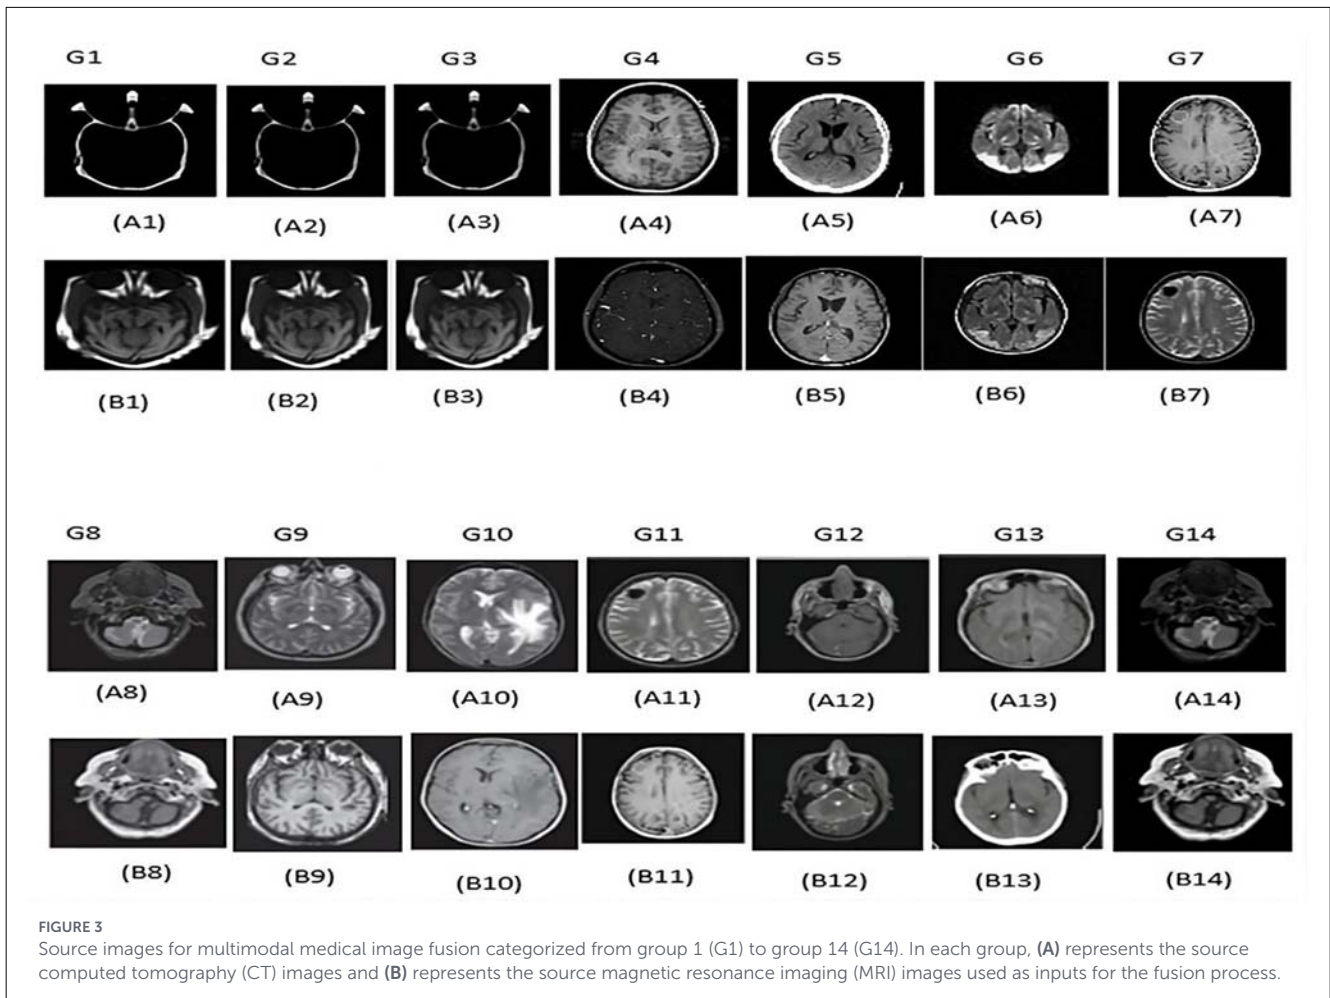 G1 G2 G3 G4 G5 G6 G7
(A1) (A2) (A3) (A4) (A5) (A6) (A7)
(B1) (B2) (B3) (B4) (B5) (B6) (B7)
G8 G9 G10 G11 G12 G13 G14
(A8) (A9) (A10) (A11) (A12) (A13) (A14)
(B8) (B9) (B10) (B11) (B12) (B13) (B14)
FIGURE 3
Source images for multimodal medical image fusion categorized from group 1 (G1) to group 14 (G14). In each group, (A) represents the source
computed tomography (CT) images and (B) represents the source magnetic resonance imaging (MRI) images used as inputs for the fusion process.